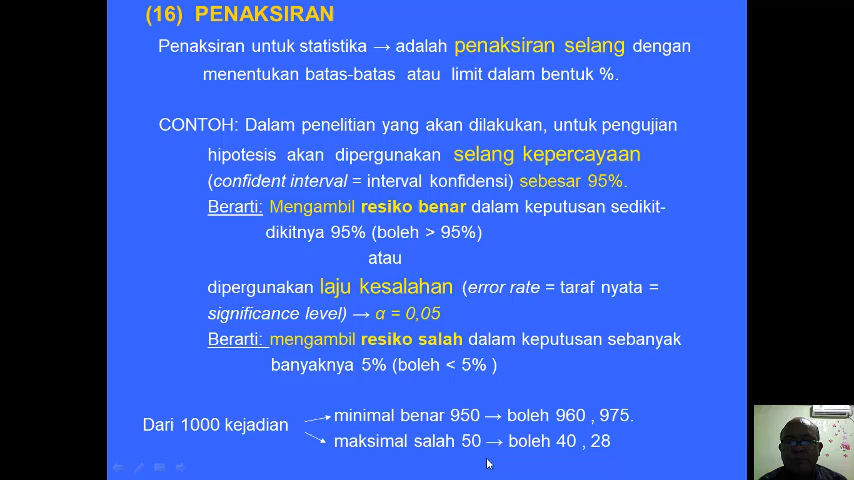 (16) PENAKSIRAN
Penaksiran untuk statistika → adalah penaksiran selang dengan
menentukan batas-batas atau limit dalam bentuk %.
CONTOH: Dalam penelitian yang akan dilakukan, untuk pengujian
hipotesis akan dipergunakan selang kepercayaan
(confident interval = interval konfidensi) sebesar 95%.
Berarti: Mengambil resiko benar dalam keputusan sedikit-
dikitnya 95% (boleh > 95%)
atau
dipergunakan laju kesalahan (error rate = taraf nyata =
significance level) → α = 0,05
Berarti: mengambil resiko salah dalam keputusan sebanyak
banyaknya 5% (boleh < 5% )
Dari 1000 kejadian
minimal benar 950 → boleh 960 , 975.
maksimal salah 50 → boleh 40 , 28